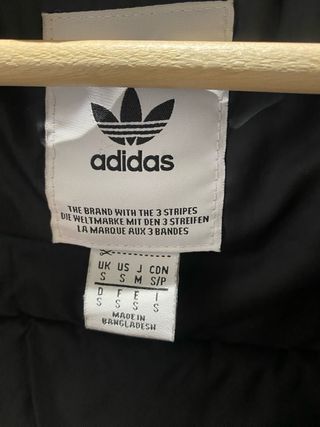 adidas
THE BRAND WITH THE 3 STRIPES
DIE WELTMARKE MIT DEN 3 STREIFEN
LA MARQUE AUX 3 BANDES
UK US J CDN
S S M S/P
D F E I
S S S S
MADE IN
BANGLADESH